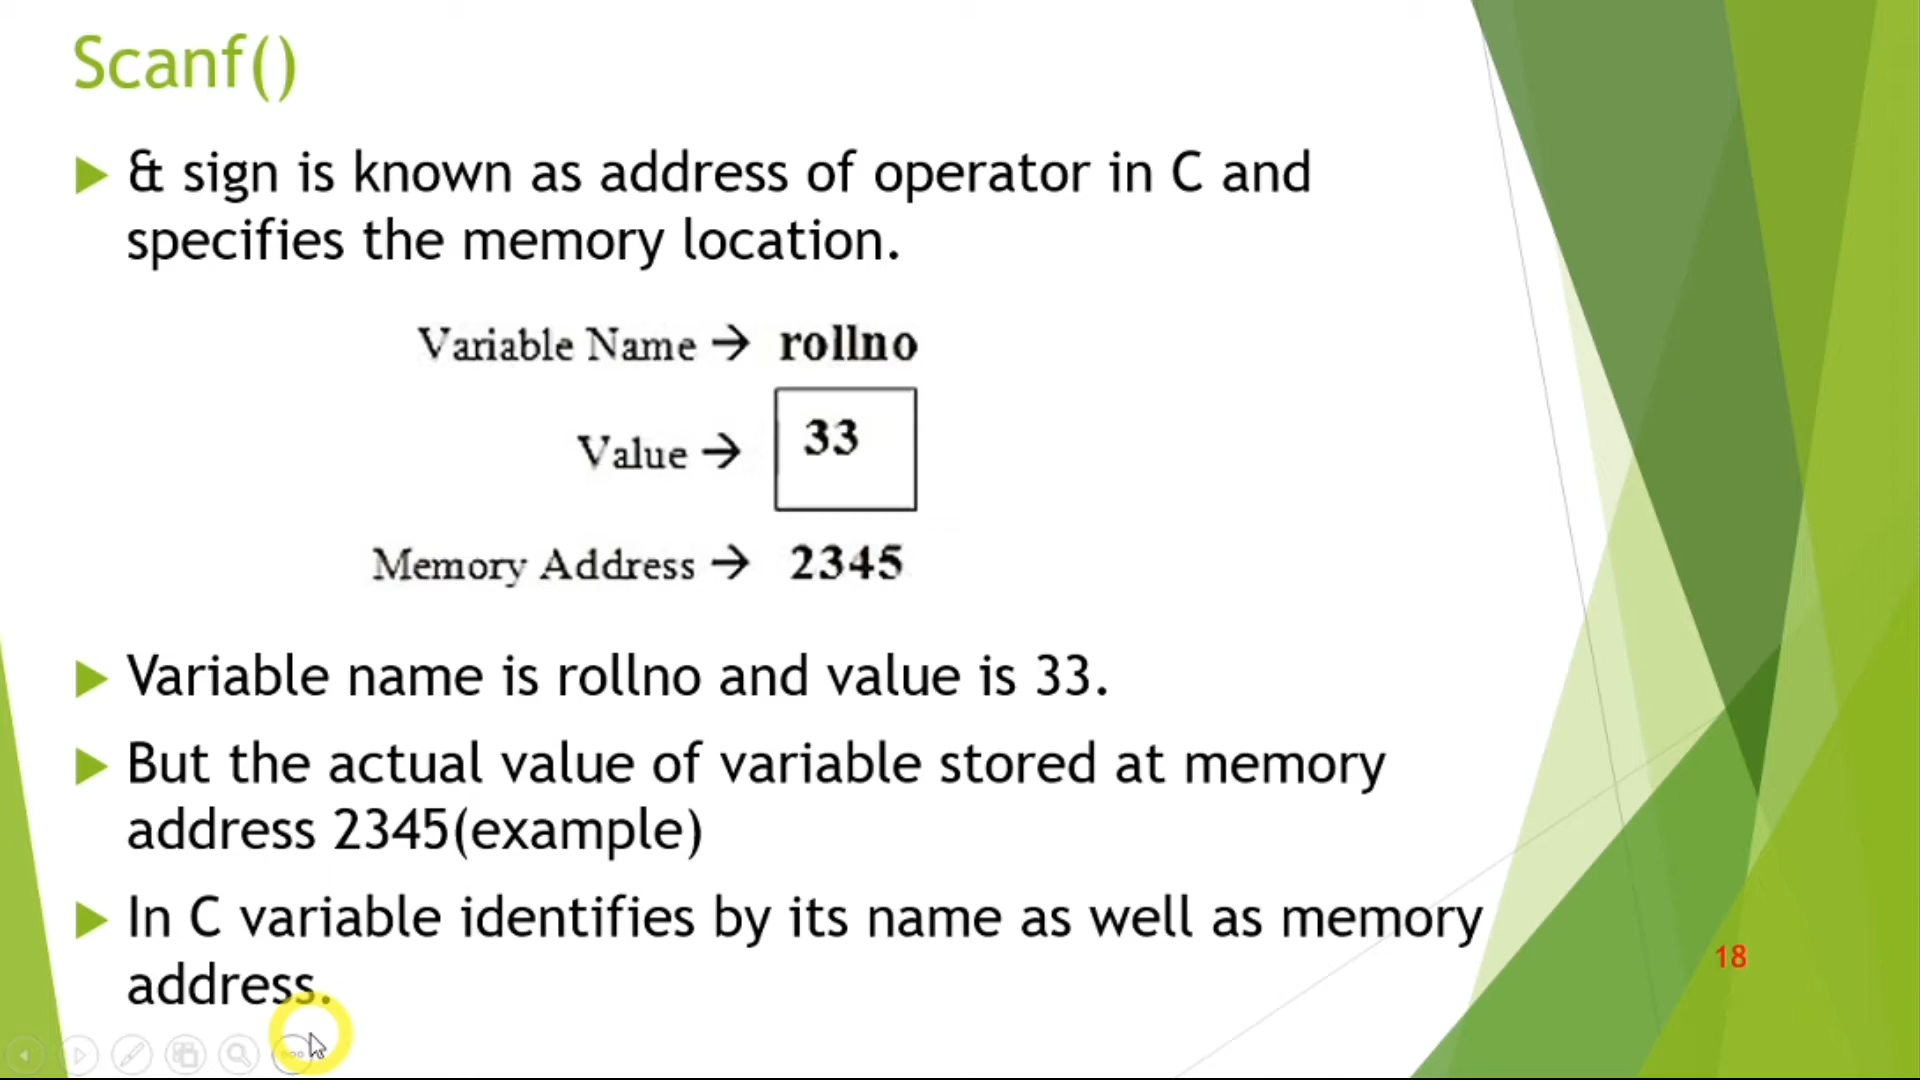 Scanf()
& sign is known as address of operator in C and
specifies the memory location.
Variable Name → rollno
Value → 33
Memory Address → 2345
Variable name is rollno and value is 33.
But the actual value of variable stored at memory
address 2345(example)
In C variable identifies by its name as well as memory
address.
18